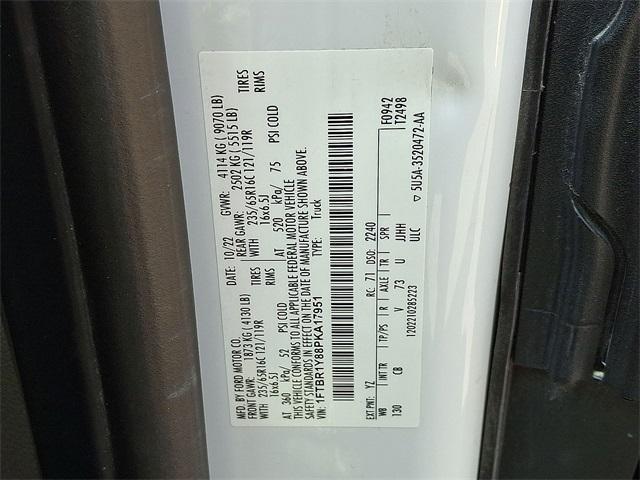 MFD. BY FORD MOTOR CO.
DATE: 10/22 GVWR: 4114 KG ( 9070 LB)
FRONT GAWR: 1873 KG ( 4130 LB) REAR GAWR: 2502 KG ( 5515 LB)
WITH 235/65R16C 121/119R TIRES WITH 235/65R16C 121/119R TIRES
16x6.5J RIMS 16x6.5J RIMS
AT 360 kPa/ 52 PSI COLD AT 520 kPa/ 75 PSI COLD
THIS VEHICLE CONFORMS TO ALL APPLICABLE FEDERAL MOTOR VEHICLE
SAFETY STANDARDS IN EFFECT ON THE DATE OF MANUFACTURE SHOWN ABOVE.
VIN: 1FTBR1Y88PKA17951 TYPE: Truck
F0942
T2498
EXT PNT: YZ RC: 71 DSO: 2240
WB INT TR TP/PS R AXLE TR SPR
130 CB V 73 U JJHH
ULC
120221028S223
▽ 5U5A-3520472-AA